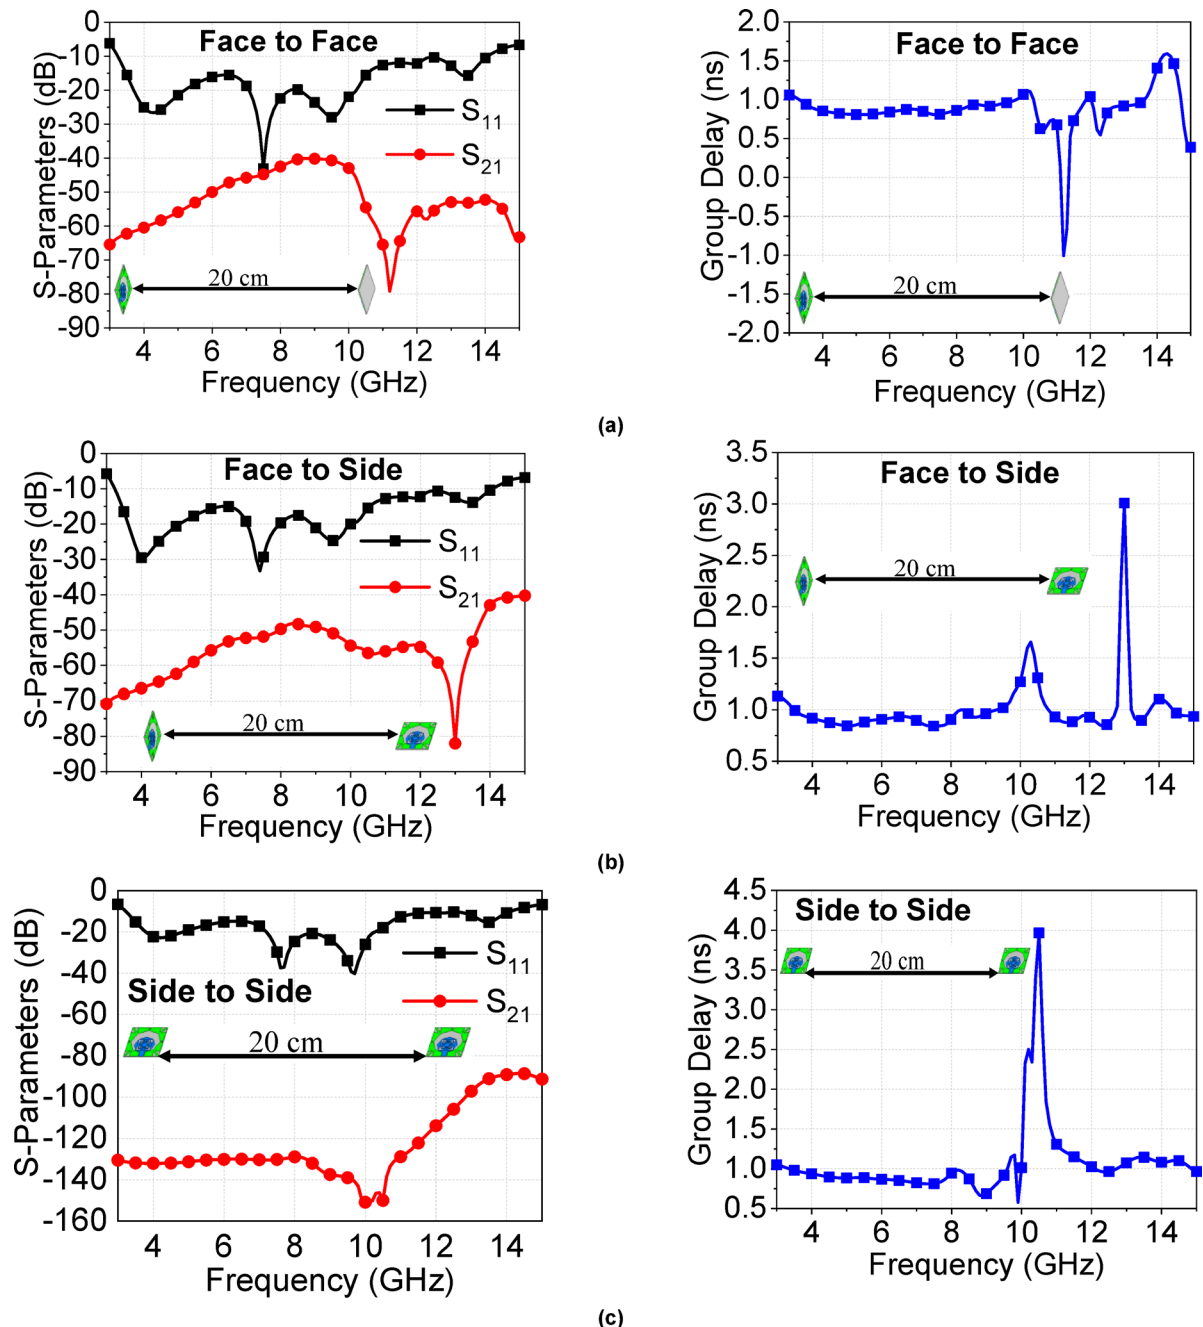 Face to Face
S-Parameters (dB)
0
-10
-20
-30
-40
-50
-60
-70
-80
-90
S11
S21
20 cm
4 6 8 10 12 14
Frequency (GHz)
Face to Face
Group Delay (ns)
2.0
1.5
1.0
0.5
0.0
-0.5
-1.0
-1.5
-2.0
20 cm
4 6 8 10 12 14
Frequency (GHz)
(a)
Face to Side
S-Parameters (dB)
0
-10
-20
-30
-40
-50
-60
-70
-80
-90
S11
S21
20 cm
4 6 8 10 12 14
Frequency (GHz)
Face to Side
Group Delay (ns)
3.5
3.0
2.5
2.0
1.5
1.0
0.5
20 cm
4 6 8 10 12 14
Frequency (GHz)
(b)
S-Parameters (dB)
0
-20
-40
-60
-80
-100
-120
-140
-160
S11
Side to Side
S21
20 cm
4 6 8 10 12 14
Frequency (GHz)
Side to Side
Group Delay (ns)
4.5
4.0
3.5
3.0
2.5
2.0
1.5
1.0
0.5
20 cm
4 6 8 10 12 14
Frequency (GHz)
(c)